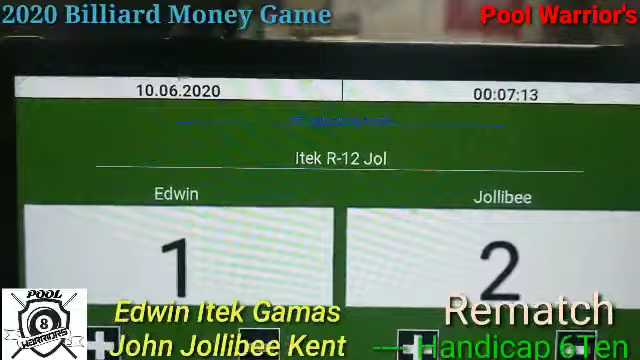 2020 Billiard Money Game
Pool Warrior's
10.06.2020
00:07:13
Itek R-12 Jol
Edwin
Jollibee
1
2
POOL
8
WARRIORS
Edwin Itek Gamas
Rematch
John Jollibee Kent
--- Handicap 6Ten